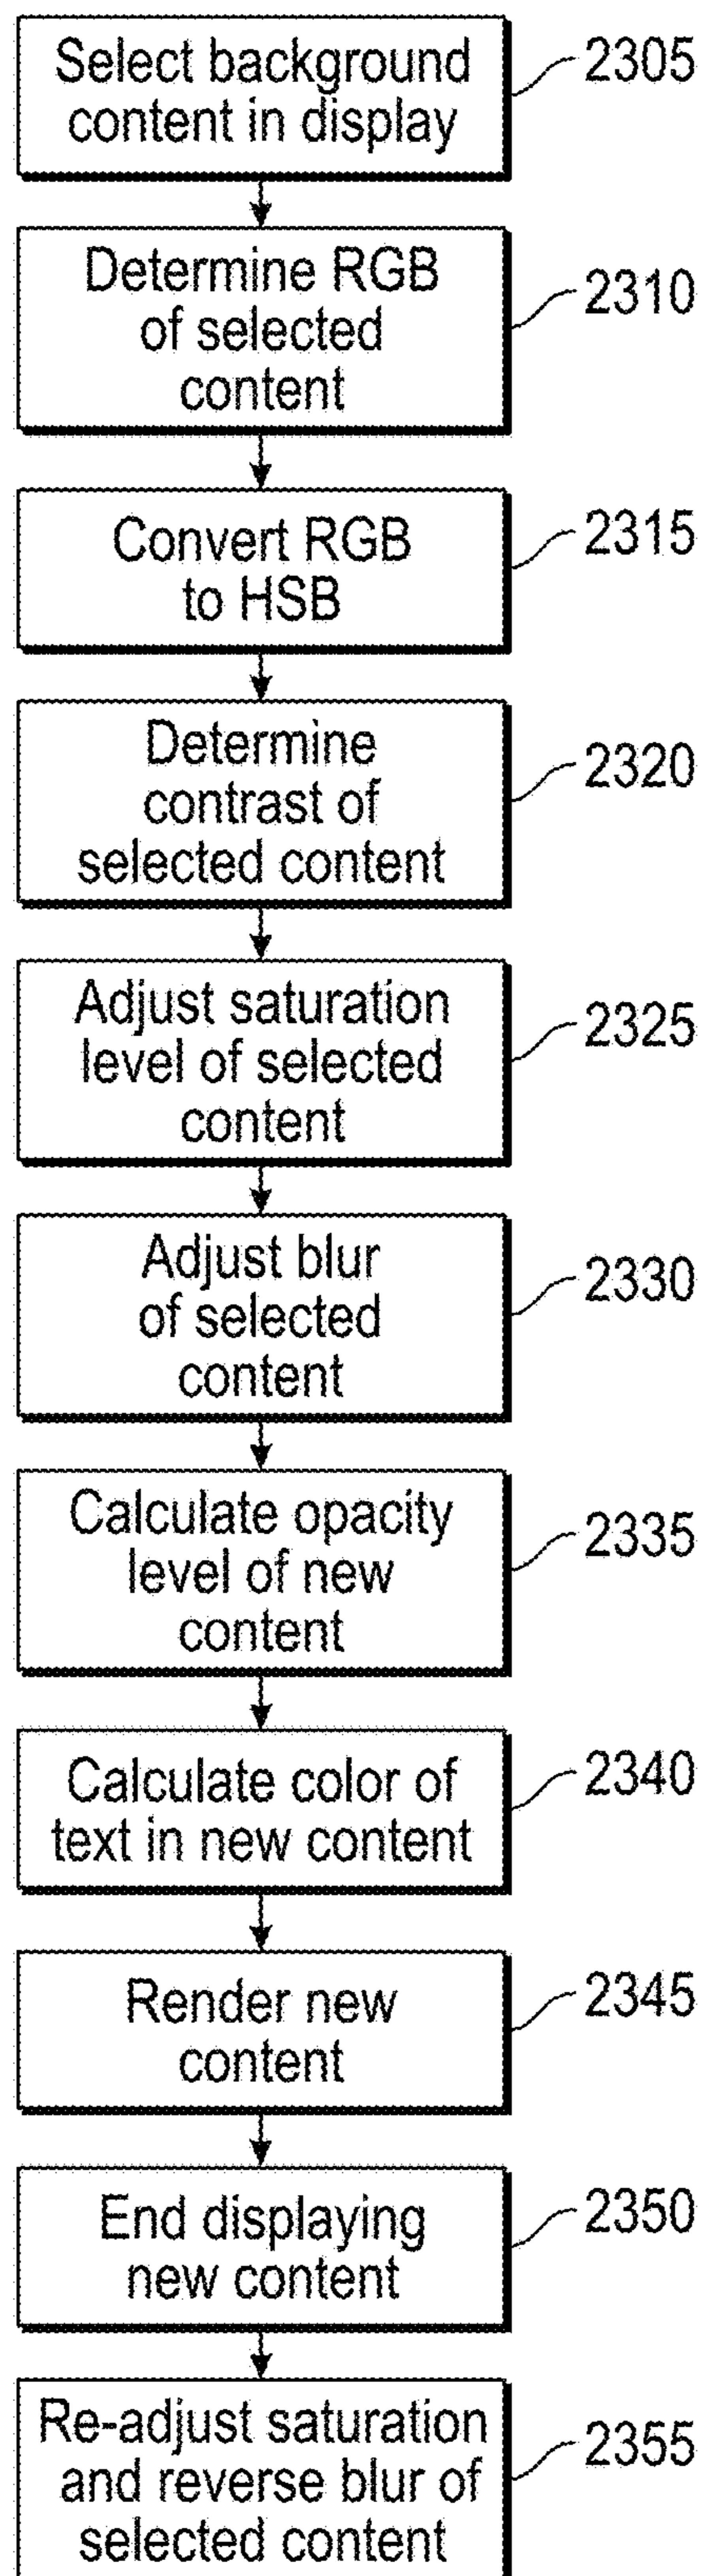 Select background
content in display
2305
Determine RGB
of selected
content
2310
Convert RGB
to HSB
2315
Determine
contrast of
selected content
2320
Adjust saturation
level of selected
content
2325
Adjust blur
of selected
content
2330
Calculate opacity
level of new
content
2335
Calculate color of
text in new content
2340
Render new
content
2345
End displaying
new content
2350
Re-adjust saturation
and reverse blur of
selected content
2355